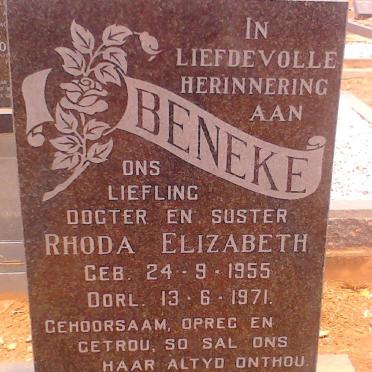 IN
LIEFDEVOLLE
HERINNERING
AAN
BENEKE
ONS
LIEFLING
DOGTER EN SUSTER
RHODA ELIZABETH
GEB. 24-9-1955
OORL. 13-6-1971.
GEHOORSAAM, OPREG EN
GETROU, SO SAL ONS
HAAR ALTYD ONTHOU.